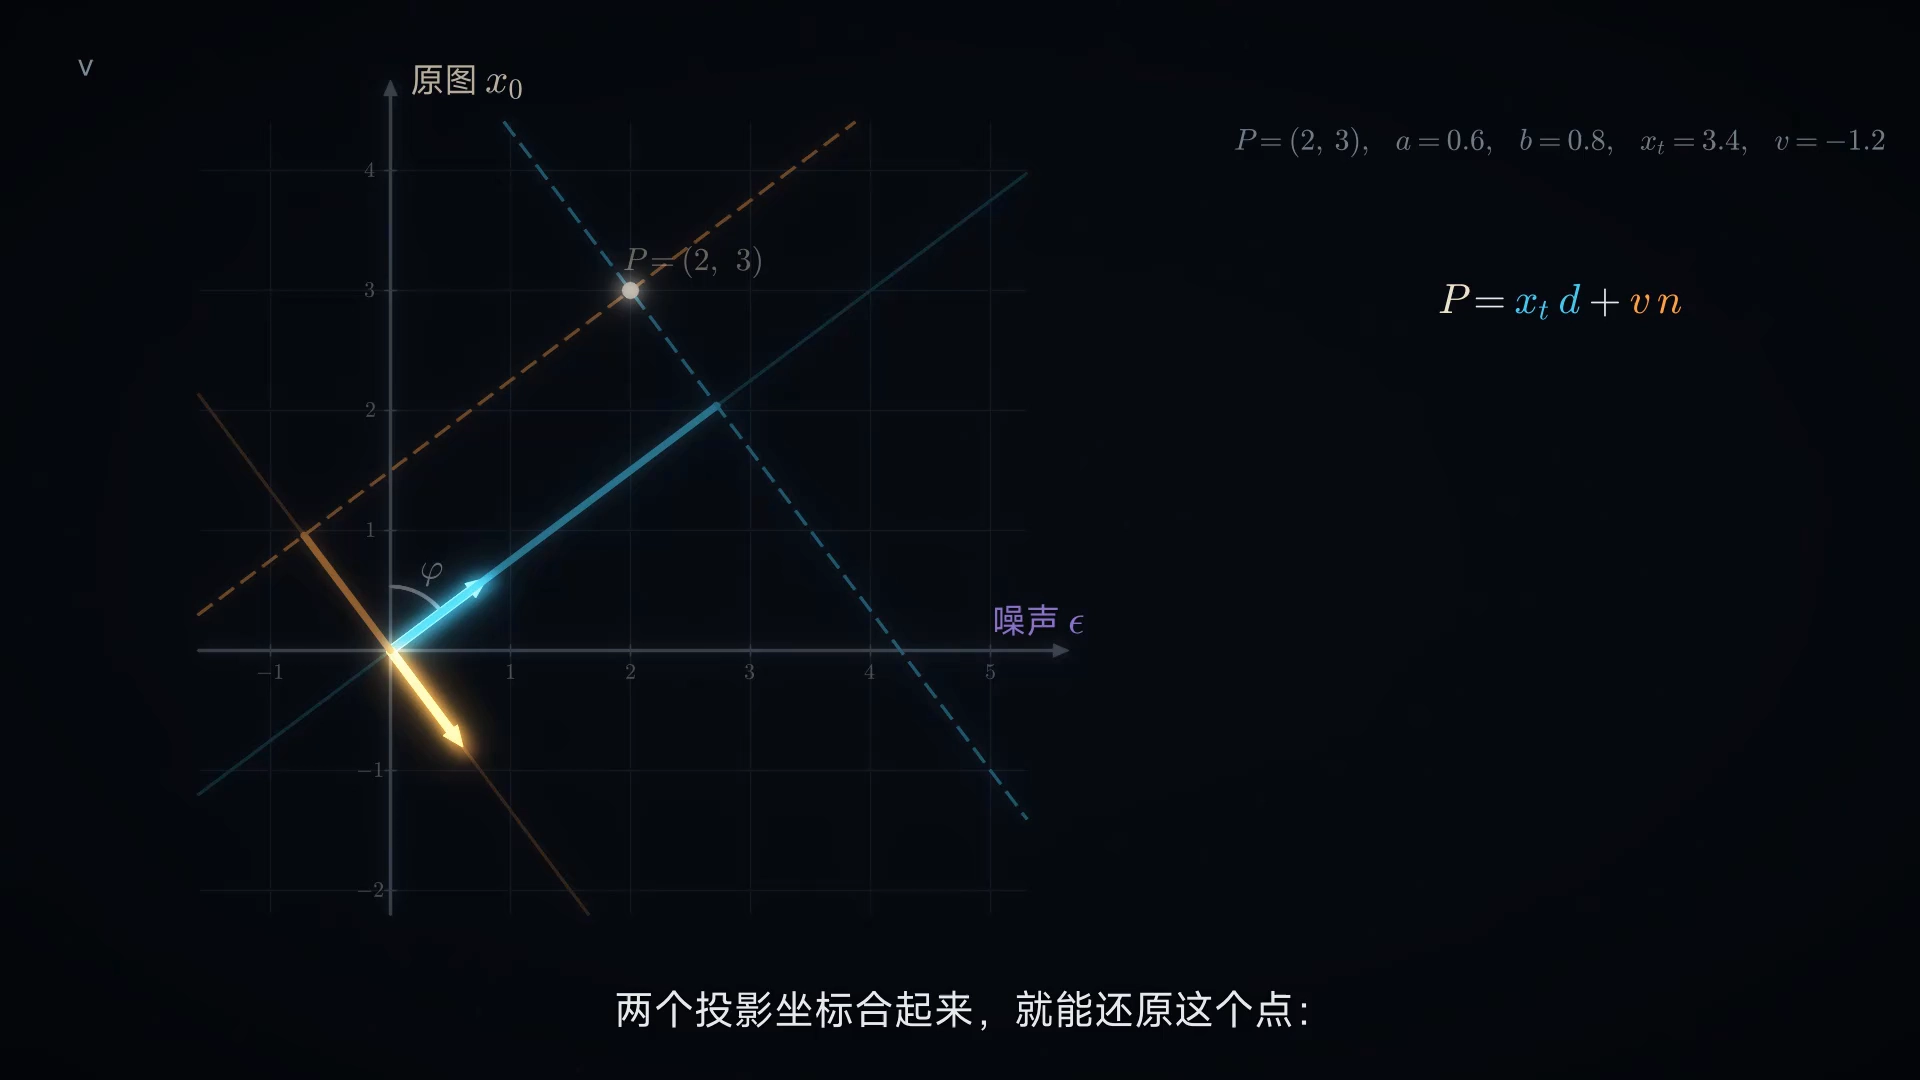 v
原图 x₀
P = (2, 3), a = 0.6, b = 0.8, xₜ = 3.4, v = −1.2
4
P = (2, 3)
3
P = xₜ d + v n
2
1
φ
噪声 ϵ
−1 1 2 3 4 5
−1
−2
两个投影坐标合起来，就能还原这个点：